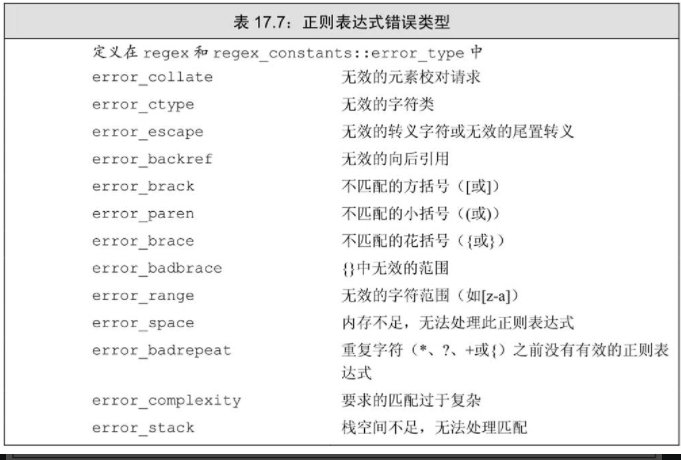 表 17.7：正则表达式错误类型
定义在 regex 和 regex_constants::error_type 中
error_collate 无效的元素校对请求
error_ctype 无效的字符类
error_escape 无效的转义字符或无效的尾置转义
error_backref 无效的向后引用
error_brack 不匹配的方括号（[或]）
error_paren 不匹配的小括号（(或)）
error_brace 不匹配的花括号（{或}）
error_badbrace {}中无效的范围
error_range 无效的字符范围（如[z-a]）
error_space 内存不足，无法处理此正则表达式
error_badrepeat 重复字符（*、?、+或{）之前没有有效的正则表
达式
error_complexity 要求的匹配过于复杂
error_stack 栈空间不足，无法处理匹配